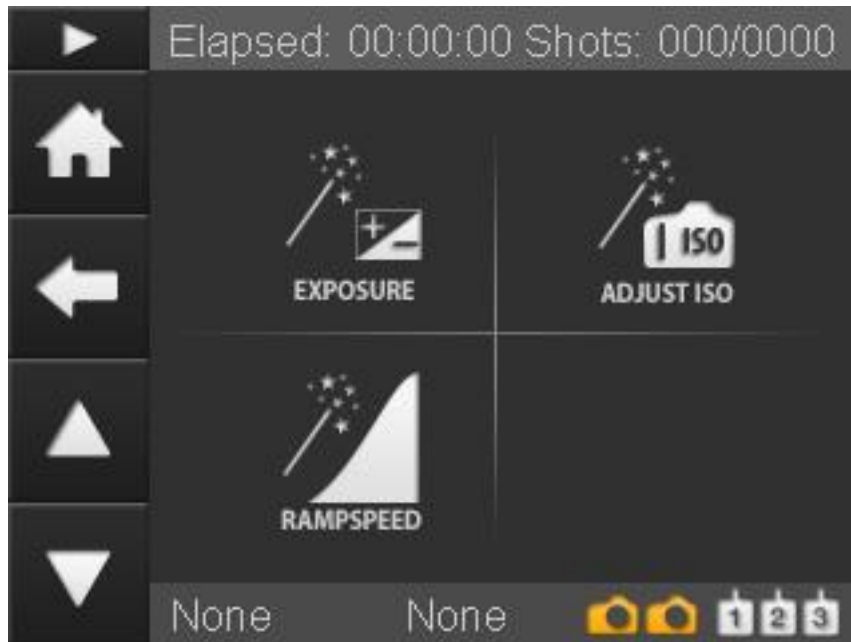 Elapsed: 00:00:00 Shots: 000/0000
EXPOSURE
ISO
ADJUST ISO
RAMPSPEED
None None 1 2 3